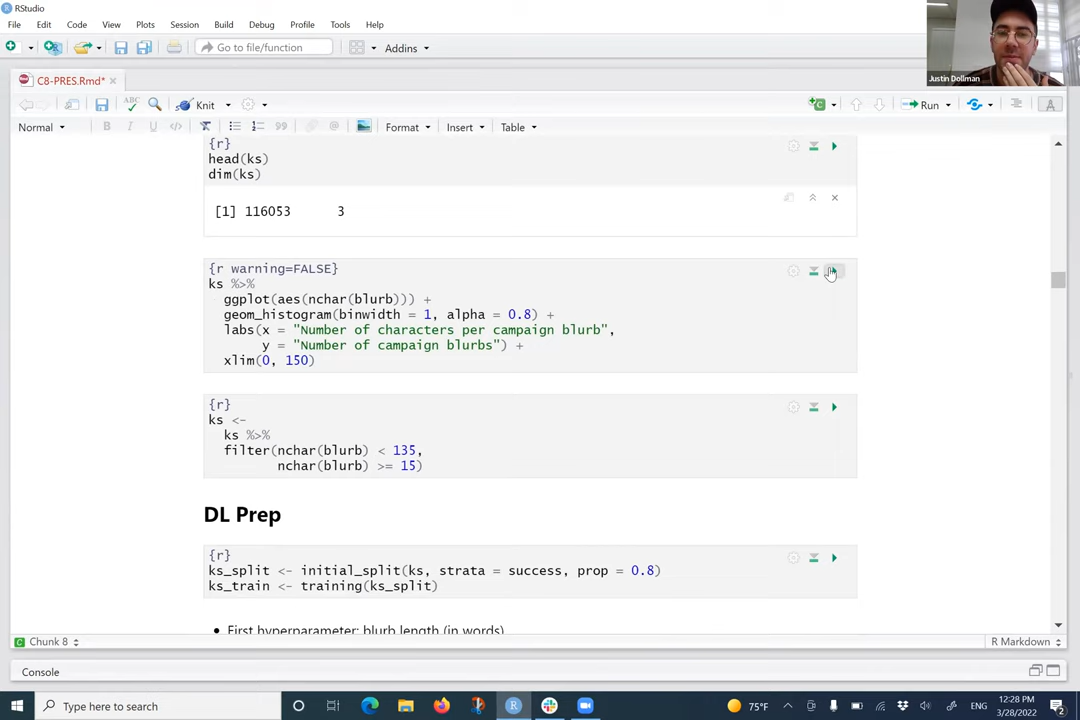 RStudio
File Edit Code View Plots Session Build Debug Profile Tools Help
Go to file/function Addins
Justin Dollman
C8-PRES.Rmd*
ABC Knit C Run
Normal B I U Format Insert Table
{r}
head(ks)
dim(ks)
[1] 116053 3
{r warning=FALSE}
ks %>%
ggplot(aes(nchar(blurb))) +
geom_histogram(binwidth = 1, alpha = 0.8) +
labs(x = "Number of characters per campaign blurb",
y = "Number of campaign blurbs") +
xlim(0, 150)
{r}
ks <-
ks %>%
filter(nchar(blurb) < 135,
nchar(blurb) >= 15)
DL Prep
{r}
ks_split <- initial_split(ks, strata = success, prop = 0.8)
ks_train <- training(ks_split)
• First hyperparameter: blurb length (in words)
C Chunk 8 R Markdown
Console
Type here to search R 75°F ENG 12:28 PM
3/28/2022 2